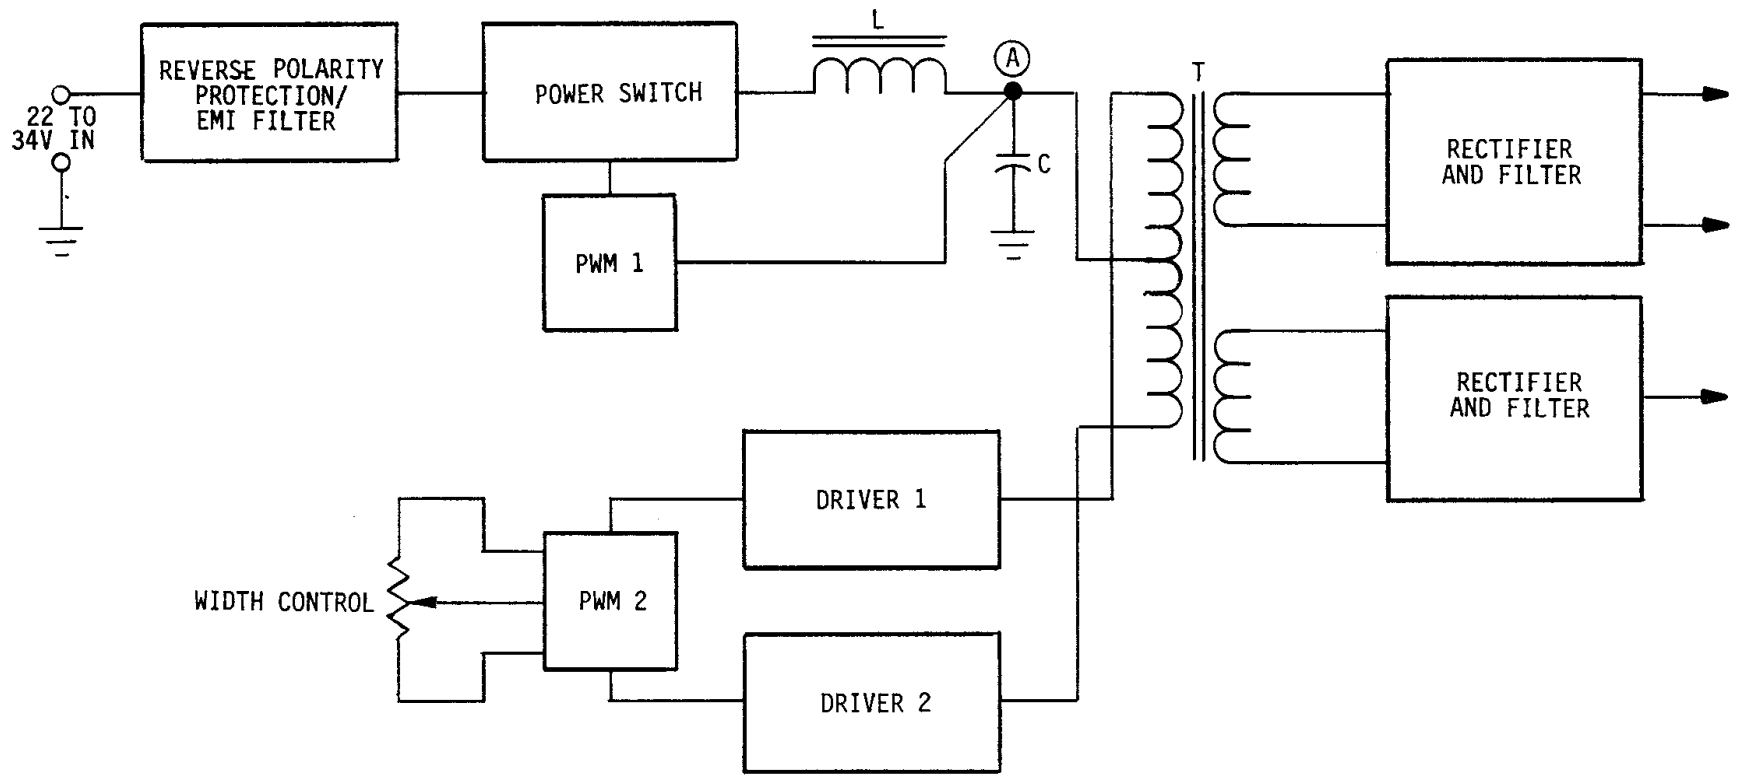 L
A
T
REVERSE POLARITY
PROTECTION/
EMI FILTER
POWER SWITCH
22 TO
34V IN
C
RECTIFIER
AND FILTER
PWM 1
RECTIFIER
AND FILTER
DRIVER 1
WIDTH CONTROL
PWM 2
DRIVER 2